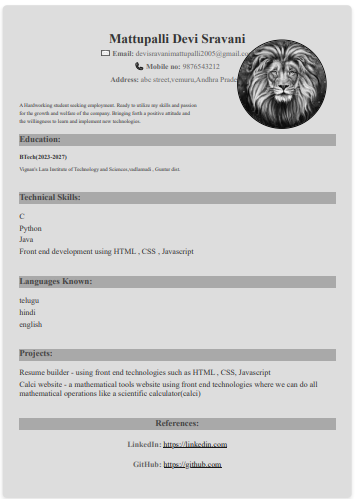 Mattupalli Devi Sravani
Email: devisravanimattupalli2005@gmail.co
Mobile no: 9876543212
Address: abc street,vemuru,Andhra Prade
A Hardworking student seeking employment. Ready to utilize my skills and passion
for the growth and welfare of the company. Bringing forth a positive attitude and
the willingness to learn and implement new technologies.
Education:
BTech(2023-2027)
Vignan's Lara Institute of Technology and Sciences,vadlamudi , Guntur dist.
Technical Skills:
C
Python
Java
Front end development using HTML , CSS , Javascript
Languages Known:
telugu
hindi
english
Projects:
Resume builder - using front end technologies such as HTML , CSS, Javascript
Calci website - a mathematical tools website using front end technologies where we can do all
mathematical operations like a scientific calculator(calci)
References:
LinkedIn: https://linkedin.com
GitHub: https://github.com